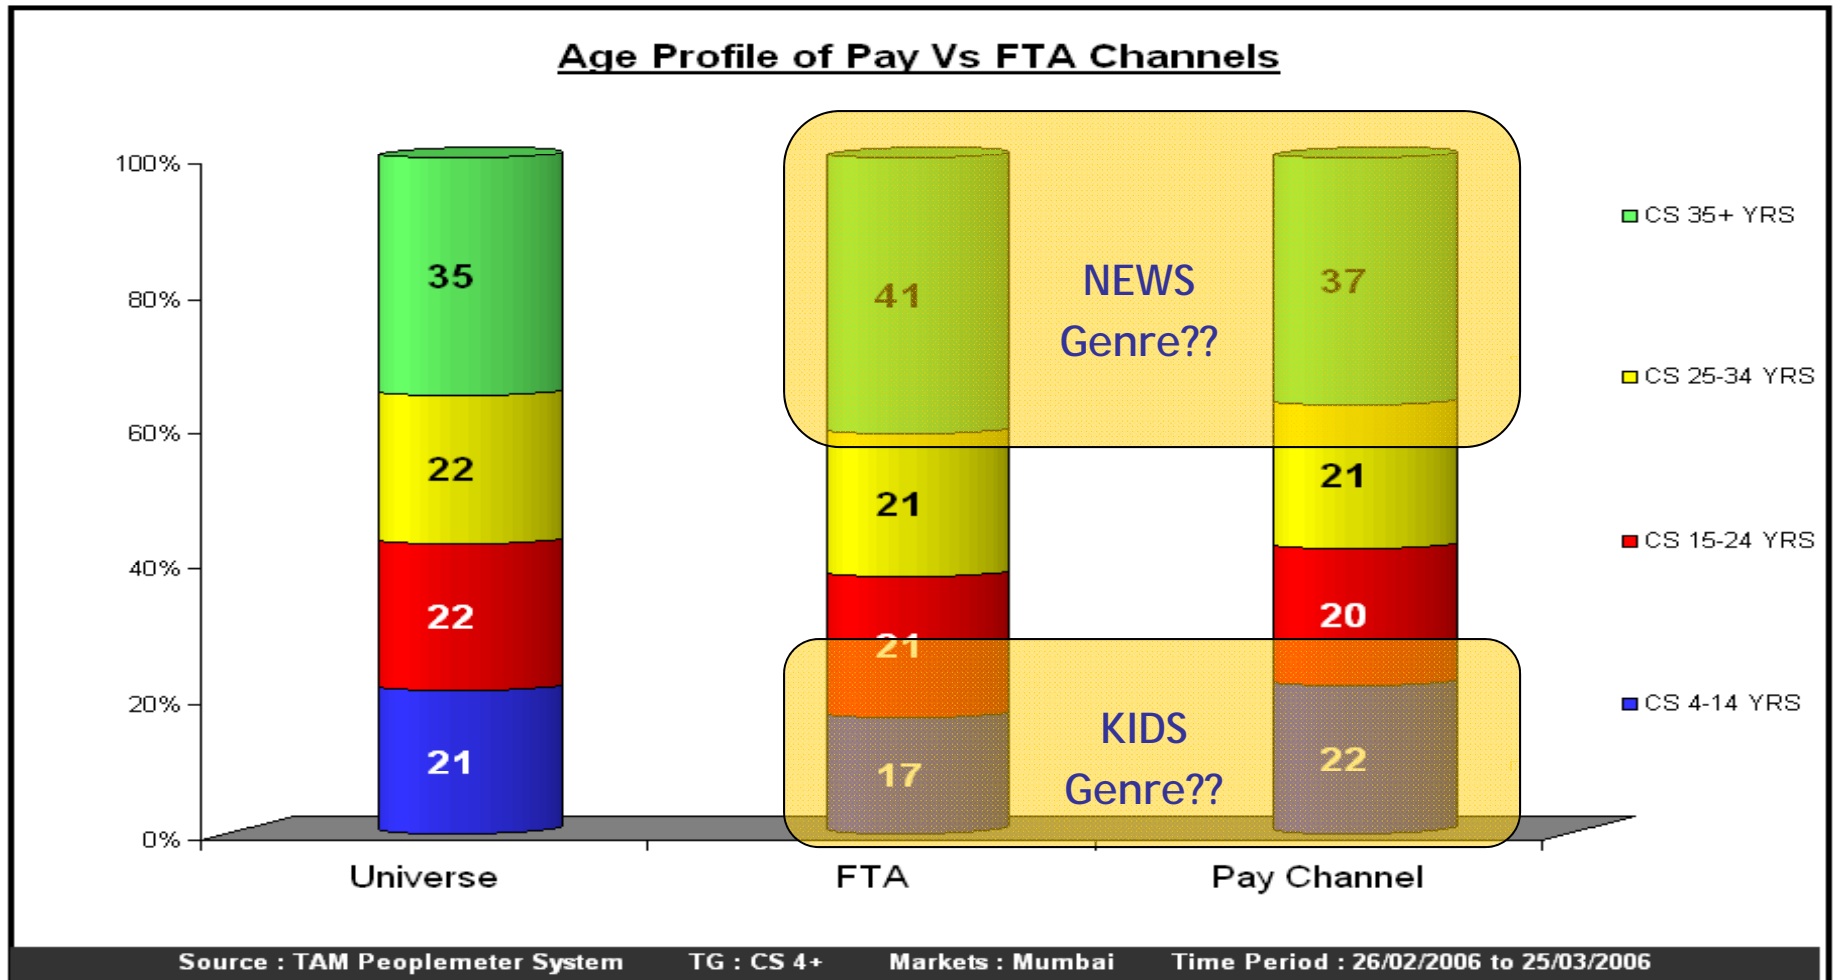 Age Profile of Pay Vs FTA Channels
100%
80%
60%
40%
20%
0%
35
22
22
21
41
21
21
17
37
21
20
22
NEWS
Genre??
KIDS
Genre??
CS 35+ YRS
CS 25-34 YRS
CS 15-24 YRS
CS 4-14 YRS
Universe FTA Pay Channel
Source : TAM Peoplemeter System TG : CS 4+ Markets : Mumbai Time Period : 26/02/2006 to 25/03/2006